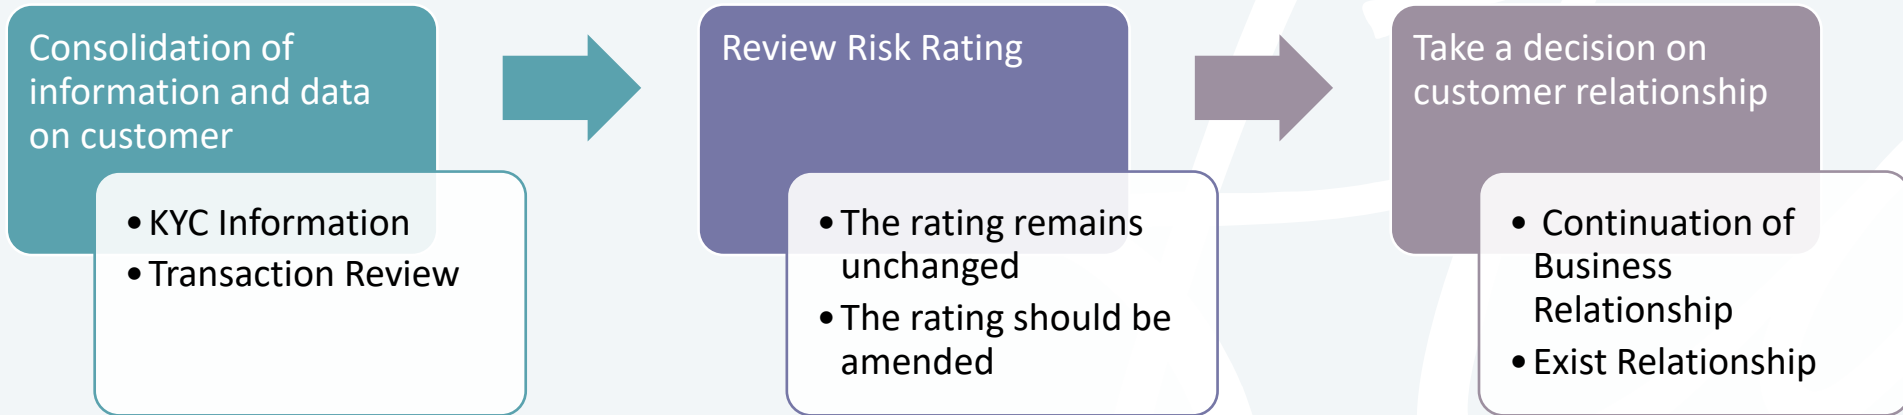 Consolidation of
information and data
on customer
• KYC Information
• Transaction Review
Review Risk Rating
• The rating remains
unchanged
• The rating should be
amended
Take a decision on
customer relationship
• Continuation of
Business
Relationship
• Exist Relationship